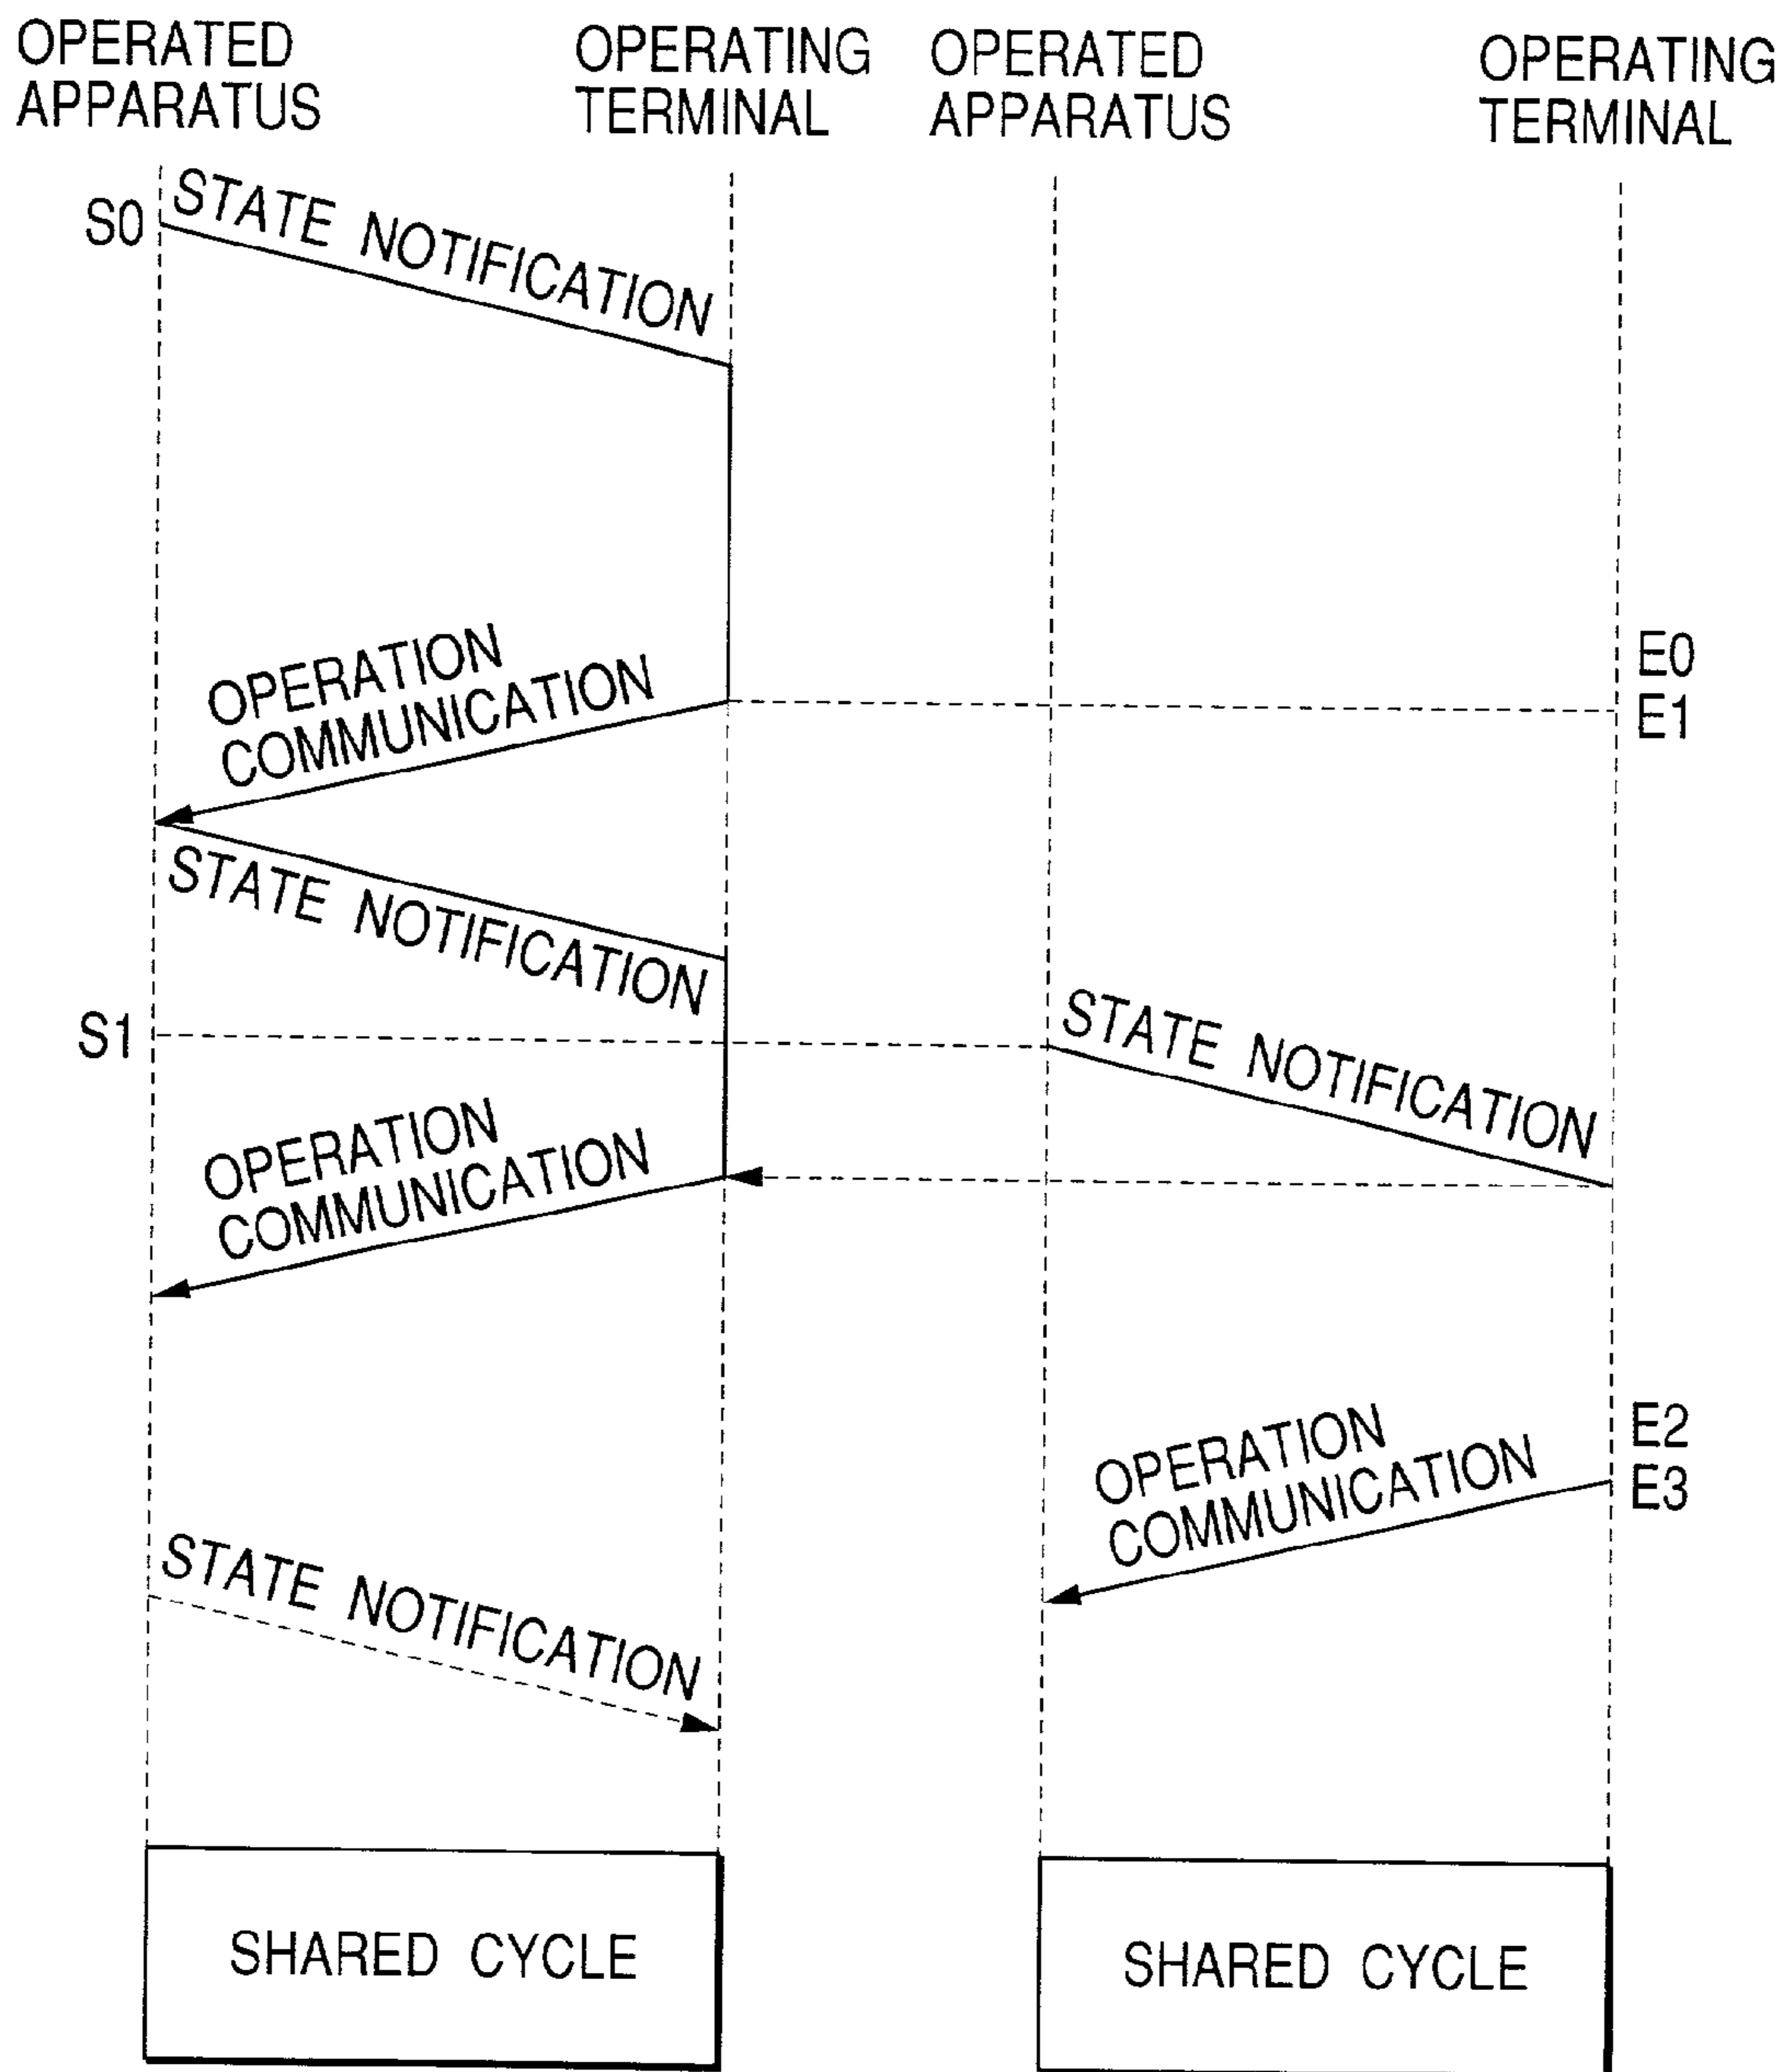 OPERATED
APPARATUS
OPERATING
TERMINAL
OPERATED
APPARATUS
OPERATING
TERMINAL
S0
STATE NOTIFICATION
E0
E1
OPERATION
COMMUNICATION
STATE NOTIFICATION
S1
STATE NOTIFICATION
OPERATION
COMMUNICATION
E2
E3
OPERATION
COMMUNICATION
STATE NOTIFICATION
SHARED CYCLE
SHARED CYCLE